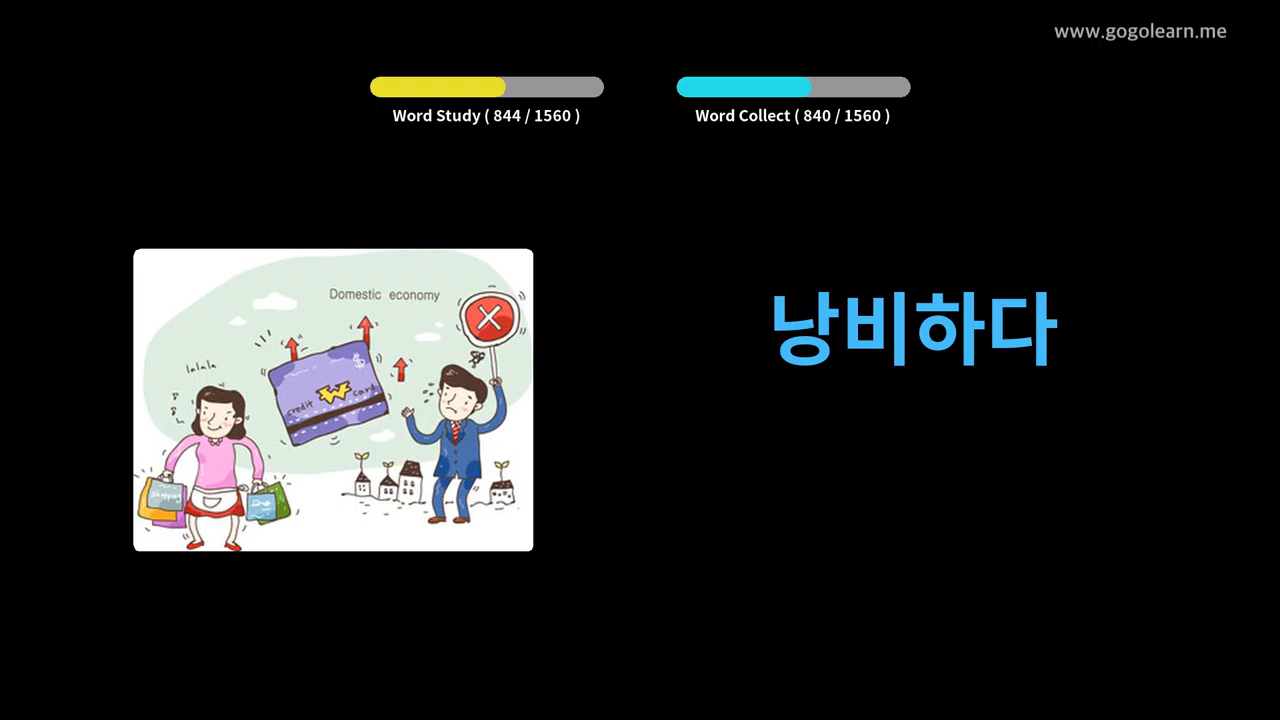 www.gogolearn.me
Word Study ( 844 / 1560 )
Word Collect ( 840 / 1560 )
Domestic economy
lalala
$
W
credit card
Shopping
낭비하다